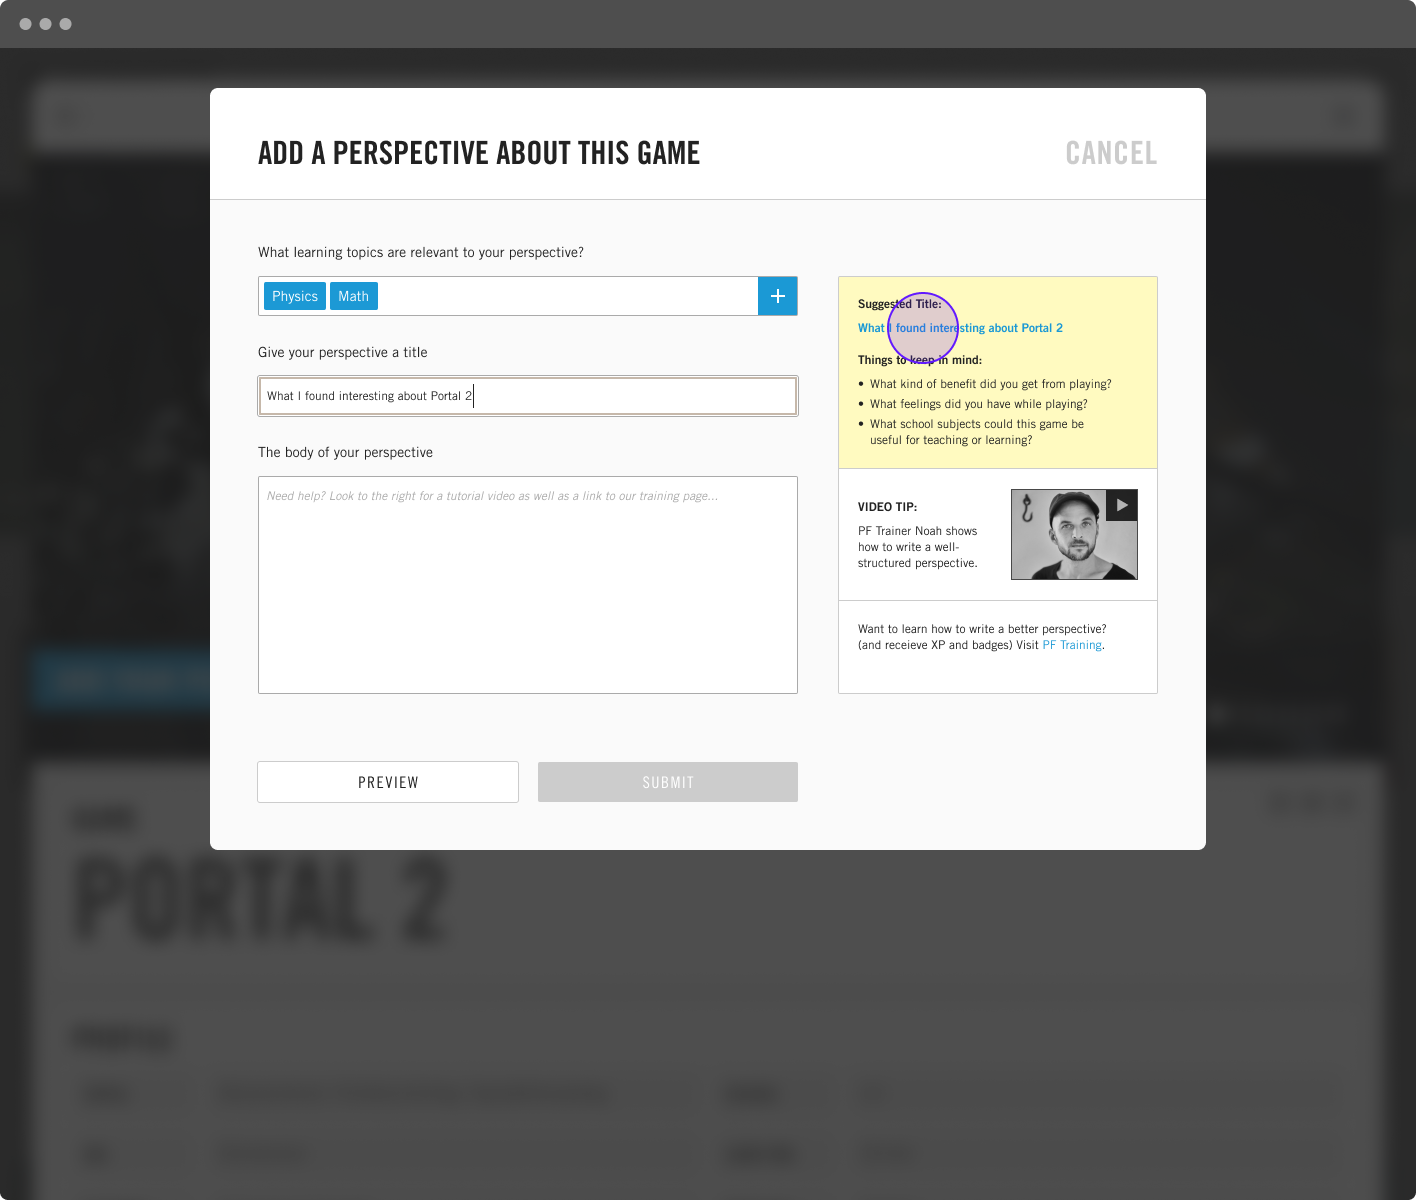 ADD A PERSPECTIVE ABOUT THIS GAME
CANCEL
What learning topics are relevant to your perspective?
Physics
Math
Give your perspective a title
What I found interesting about Portal 2
The body of your perspective
Need help? Look to the right for a tutorial video as well as a link to our training page...
Suggested Title:
What I found interesting about Portal 2
Things to keep in mind:
• What kind of benefit did you get from playing?
• What feelings did you have while playing?
• What school subjects could this game be
useful for teaching or learning?
VIDEO TIP:
PF Trainer Noah shows
how to write a well-
structured perspective.
Want to learn how to write a better perspective?
(and receieve XP and badges) Visit PF Training.
PREVIEW
SUBMIT
PORTAL 2